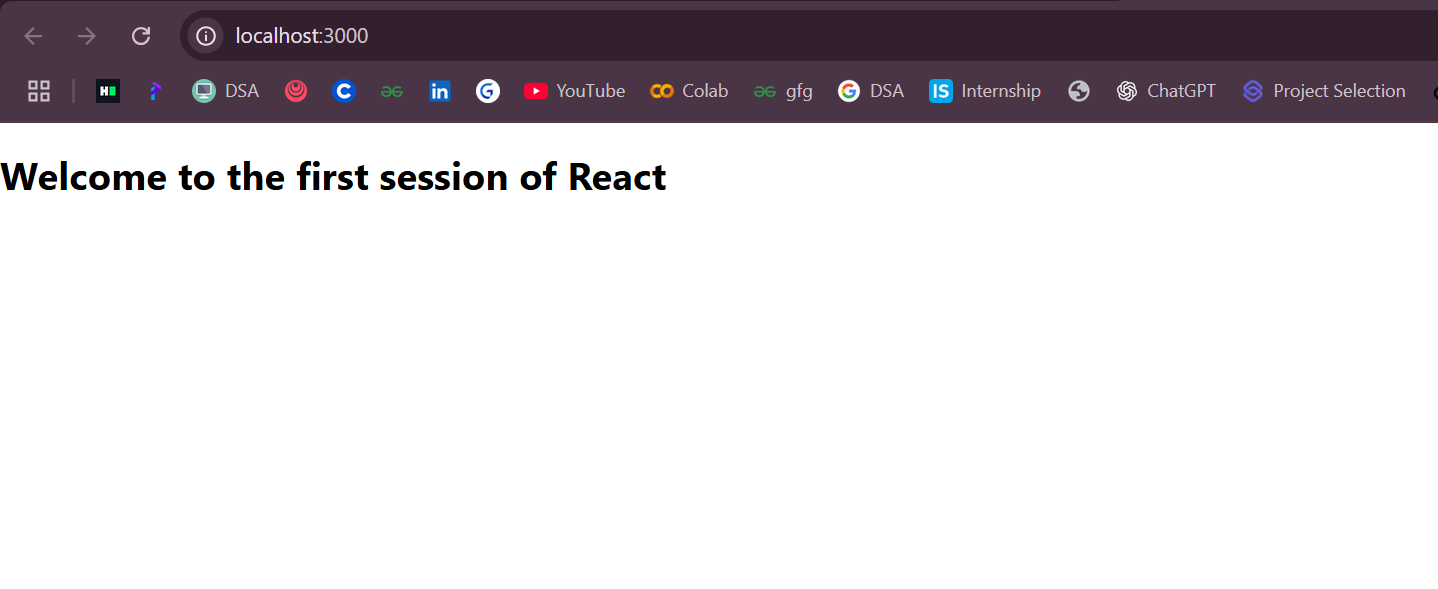 localhost:3000
DSA YouTube Colab gfg DSA Internship ChatGPT Project Selection
Welcome to the first session of React